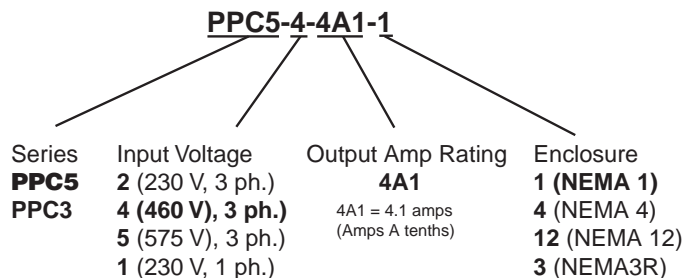 PPC5-4-4A1-1
Series Input Voltage Output Amp Rating Enclosure
PPC5 2 (230 V, 3 ph.) 4A1 1 (NEMA 1)
PPC3 4 (460 V), 3 ph.) 4A1 = 4.1 amps 4 (NEMA 4)
5 (575 V), 3 ph.) (Amps A tenths) 12 (NEMA 12)
1 (230 V, 1 ph.) 3 (NEMA3R)